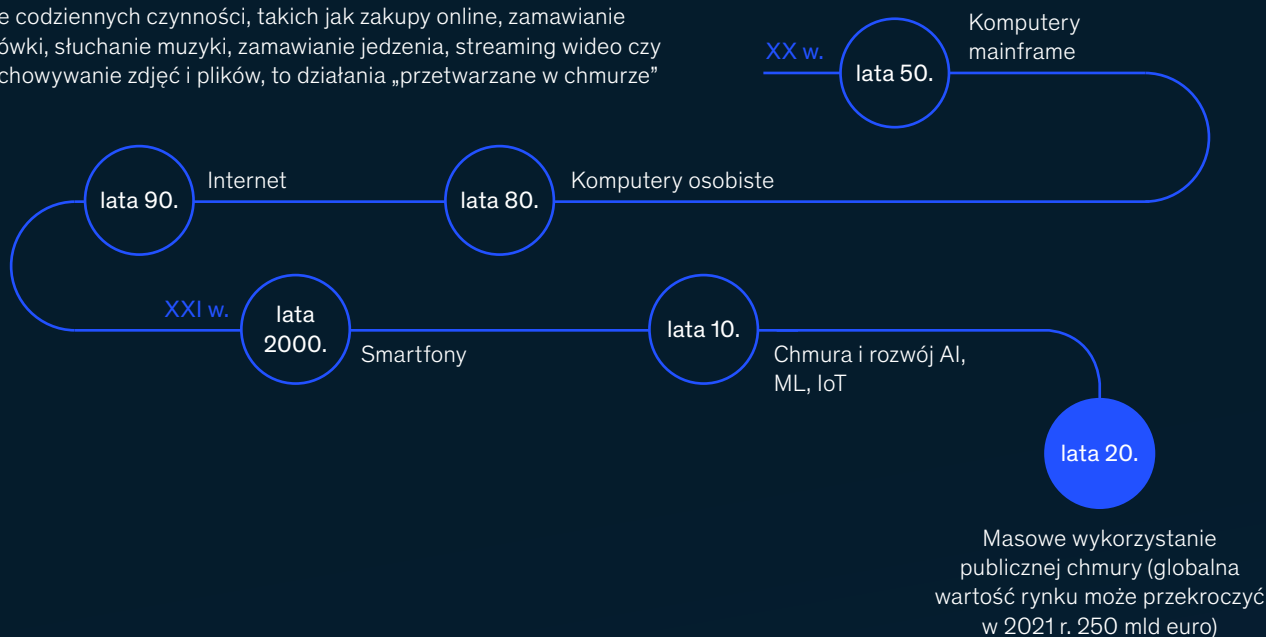 e codziennych czynności, takich jak zakupy online, zamawianie
ówki, słuchanie muzyki, zamawianie jedzenia, streaming wideo czy
chowywanie zdjęć i plików, to działania „przetwarzane w chmurze”
XX w.
lata 50.
Komputery
mainframe
lata 90.
Internet
lata 80.
Komputery osobiste
XXI w.
lata
2000.
Smartfony
lata 10.
Chmura i rozwój AI,
ML, IoT
lata 20.
Masowe wykorzystanie
publicznej chmury (globalna
wartość rynku może przekroczyć
w 2021 r. 250 mld euro)